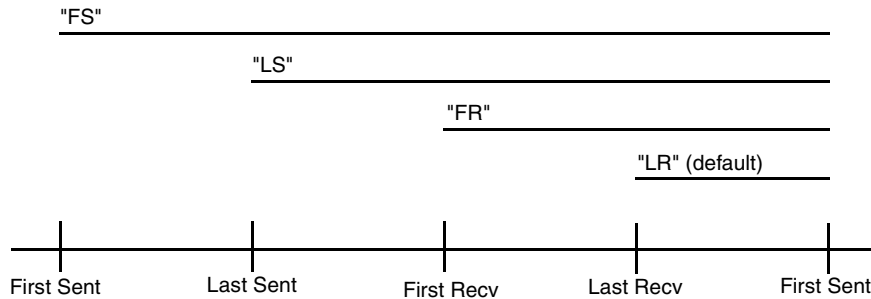 "FS"
"LS"
"FR"
"LR" (default)
First Sent Last Sent First Recv Last Recv First Sent